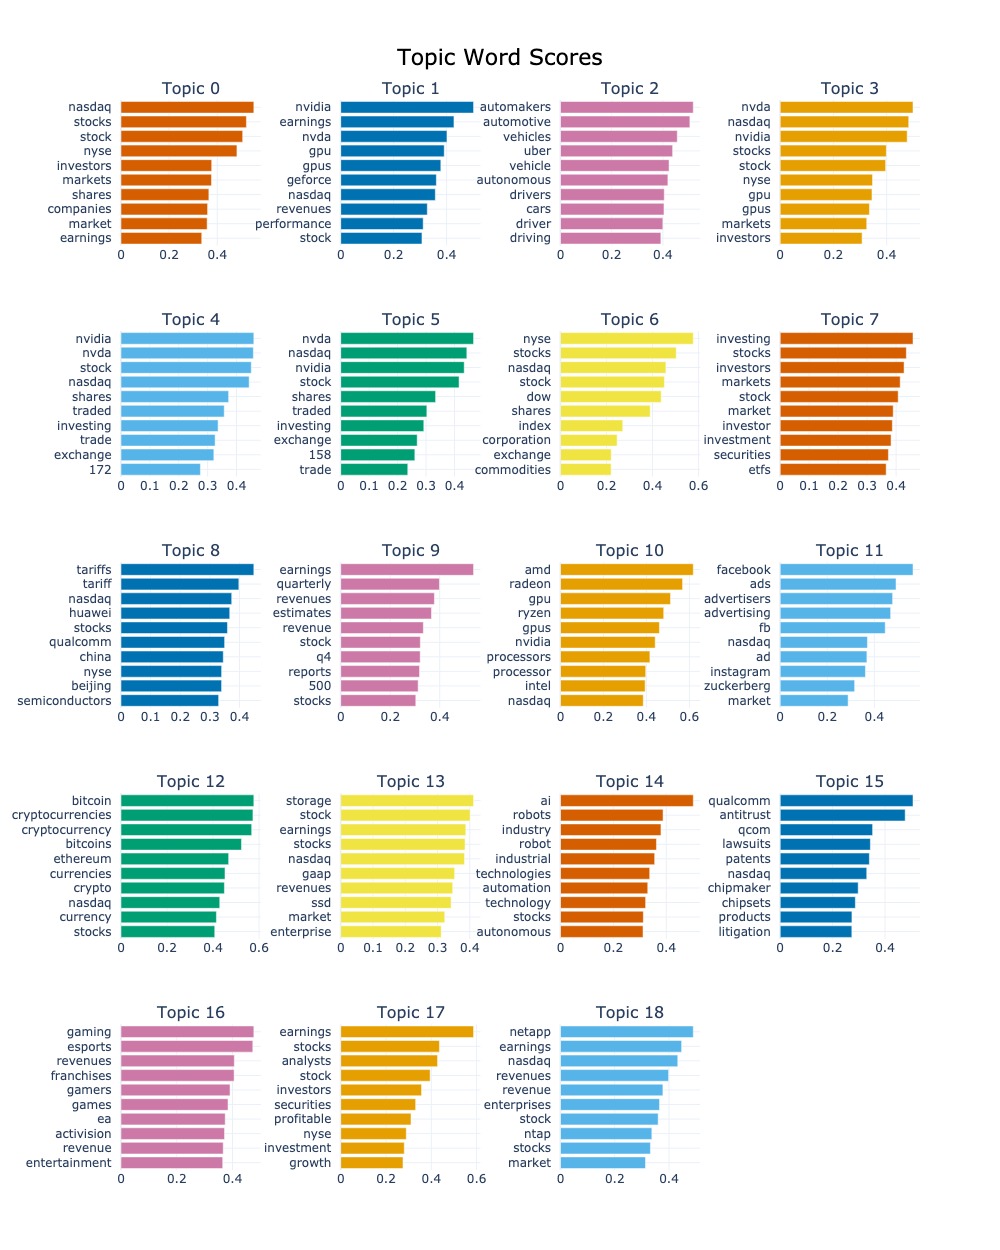 Topic Word Scores
Topic 0
nasdaq
stocks
stock
nyse
investors
markets
shares
companies
market
earnings
0 0.2 0.4
Topic 1
nvidia
earnings
nvda
gpu
gpus
geforce
nasdaq
revenues
performance
stock
0 0.2 0.4
Topic 2
automakers
automotive
vehicles
uber
vehicle
autonomous
drivers
cars
driver
driving
0 0.2 0.4
Topic 3
nvda
nasdaq
nvidia
stocks
stock
nyse
gpu
gpus
markets
investors
0 0.2 0.4
Topic 4
nvidia
nvda
stock
nasdaq
shares
traded
investing
trade
exchange
172
0 0.1 0.2 0.3 0.4
Topic 5
nvda
nasdaq
nvidia
stock
shares
traded
investing
exchange
158
trade
0 0.1 0.2 0.3 0.4
Topic 6
nyse
stocks
nasdaq
stock
dow
shares
index
corporation
exchange
commodities
0 0.2 0.4 0.6
Topic 7
investing
stocks
investors
markets
stock
market
investor
investment
securities
etfs
0 0.1 0.2 0.3 0.4
Topic 8
tariffs
tariff
nasdaq
huawei
stocks
qualcomm
china
nyse
beijing
semiconductors
0 0.1 0.2 0.3 0.4
Topic 9
earnings
quarterly
revenues
estimates
revenue
stock
q4
reports
500
stocks
0 0.2 0.4
Topic 10
amd
radeon
gpu
ryzen
gpus
nvidia
processors
processor
intel
nasdaq
0 0.2 0.4 0.6
Topic 11
facebook
ads
advertisers
advertising
fb
nasdaq
ad
instagram
zuckerberg
market
0 0.2 0.4
Topic 12
bitcoin
cryptocurrencies
cryptocurrency
bitcoins
ethereum
currencies
crypto
nasdaq
currency
stocks
0 0.2 0.4 0.6
Topic 13
storage
stock
earnings
stocks
nasdaq
gaap
revenues
ssd
market
enterprise
0 0.1 0.2 0.3 0.4
Topic 14
ai
robots
industry
robot
industrial
technologies
automation
technology
stocks
autonomous
0 0.2 0.4
Topic 15
qualcomm
antitrust
qcom
lawsuits
patents
nasdaq
chipmaker
chipsets
products
litigation
0 0.2 0.4
Topic 16
gaming
esports
revenues
franchises
gamers
games
ea
activision
revenue
entertainment
0 0.2 0.4
Topic 17
earnings
stocks
analysts
stock
investors
securities
profitable
nyse
investment
growth
0 0.2 0.4 0.6
Topic 18
netapp
earnings
nasdaq
revenues
revenue
enterprises
stock
ntap
stocks
market
0 0.2 0.4